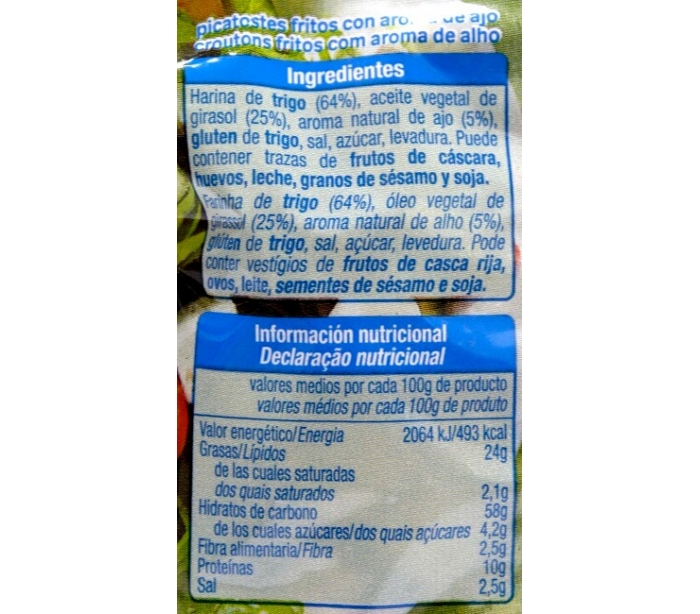 picatostes fritos con ajo
croutons fritos com aroma de alho
Ingredientes
Harina de trigo (64%), aceite vegetal de
girasol (25%), aroma natural de ajo (5%),
gluten de trigo, sal, azúcar, levadura. Puede
contener trazas de frutos de cáscara,
huevos, leche, granos de sésamo y soja.
Farinha de trigo (64%), óleo vegetal de
girassol (25%), aroma natural de alho (5%),
glúten de trigo, sal, açúcar, levedura. Pode
conter vestígios de frutos de casca rija,
ovos, leite, sementes de sésamo e soja.
Información nutricional
Declaração nutricional
valores medios por cada 100g de producto
valores médios por cada 100g de produto
Valor energético/Energia 2064 kJ/493 kcal
Grasas/Lípidos 24g
de las cuales saturadas
dos quais saturados 2,1g
Hidratos de carbono 58g
de los cuales azúcares/dos quais açúcares 4,2g
Fibra alimentaria/Fibra 2,5g
Proteínas 10g
Sal 2,5g